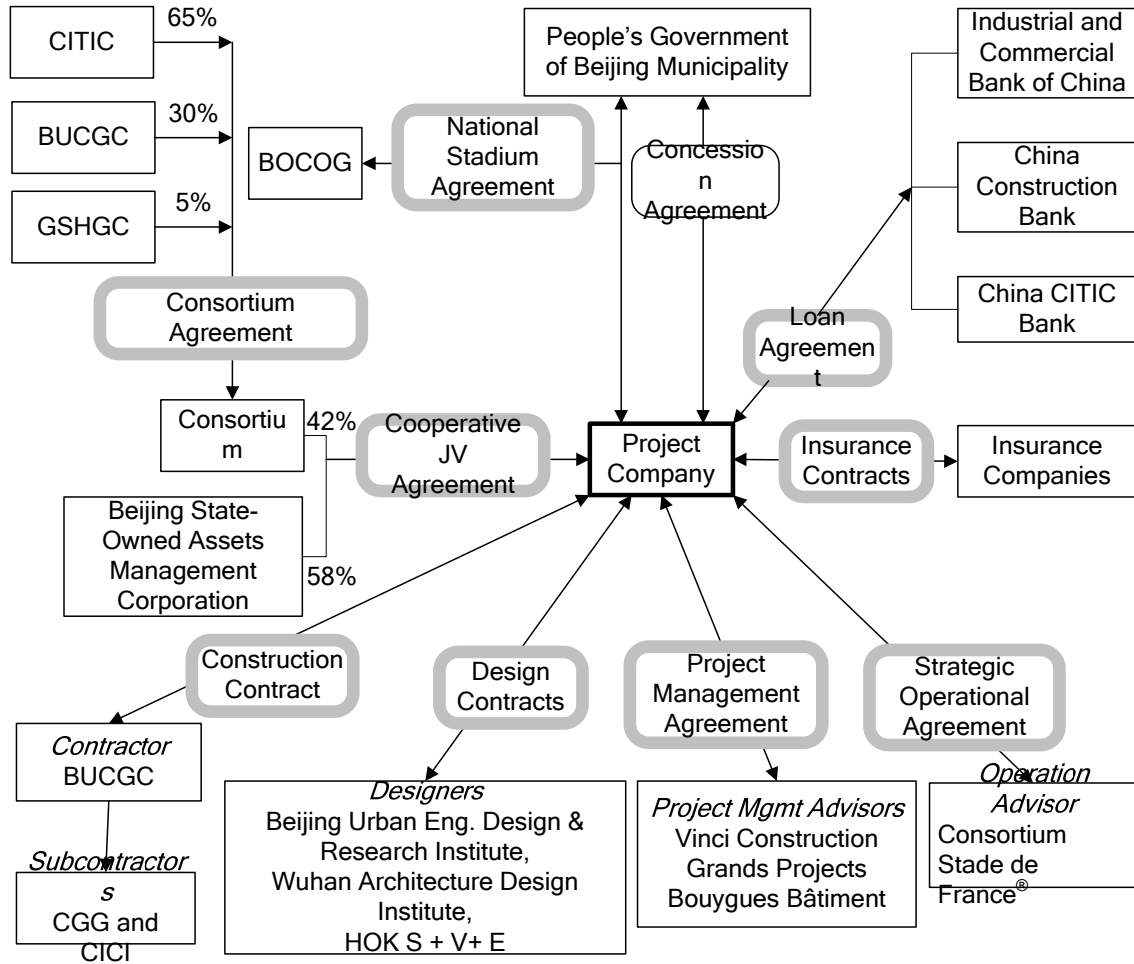 CITIC
65%
BUCGC
30%
GSHGC
5%
BOCOG
National
Stadium
Agreement
People’s Government
of Beijing Municipality
Concessio
n
Agreement
Industrial and
Commercial
Bank of China
China
Construction
Bank
China CITIC
Bank
Loan
Agreemen
t
Consortium
Agreement
Consortiu
m
42%
Cooperative
JV
Agreement
Project
Company
Insurance
Contracts
Insurance
Companies
Beijing State-
Owned Assets
Management
Corporation
58%
Construction
Contract
Design
Contracts
Project
Management
Agreement
Strategic
Operational
Agreement
Contractor
BUCGC
Subcontractor
s
CGG and
CICI
Designers
Beijing Urban Eng. Design &
Research Institute,
Wuhan Architecture Design
Institute,
HOK S + V+ E
Project Mgmt Advisors
Vinci Construction
Grands Projects
Bouygues Bâtiment
Operation
Advisor
Consortium
Stade de
France®